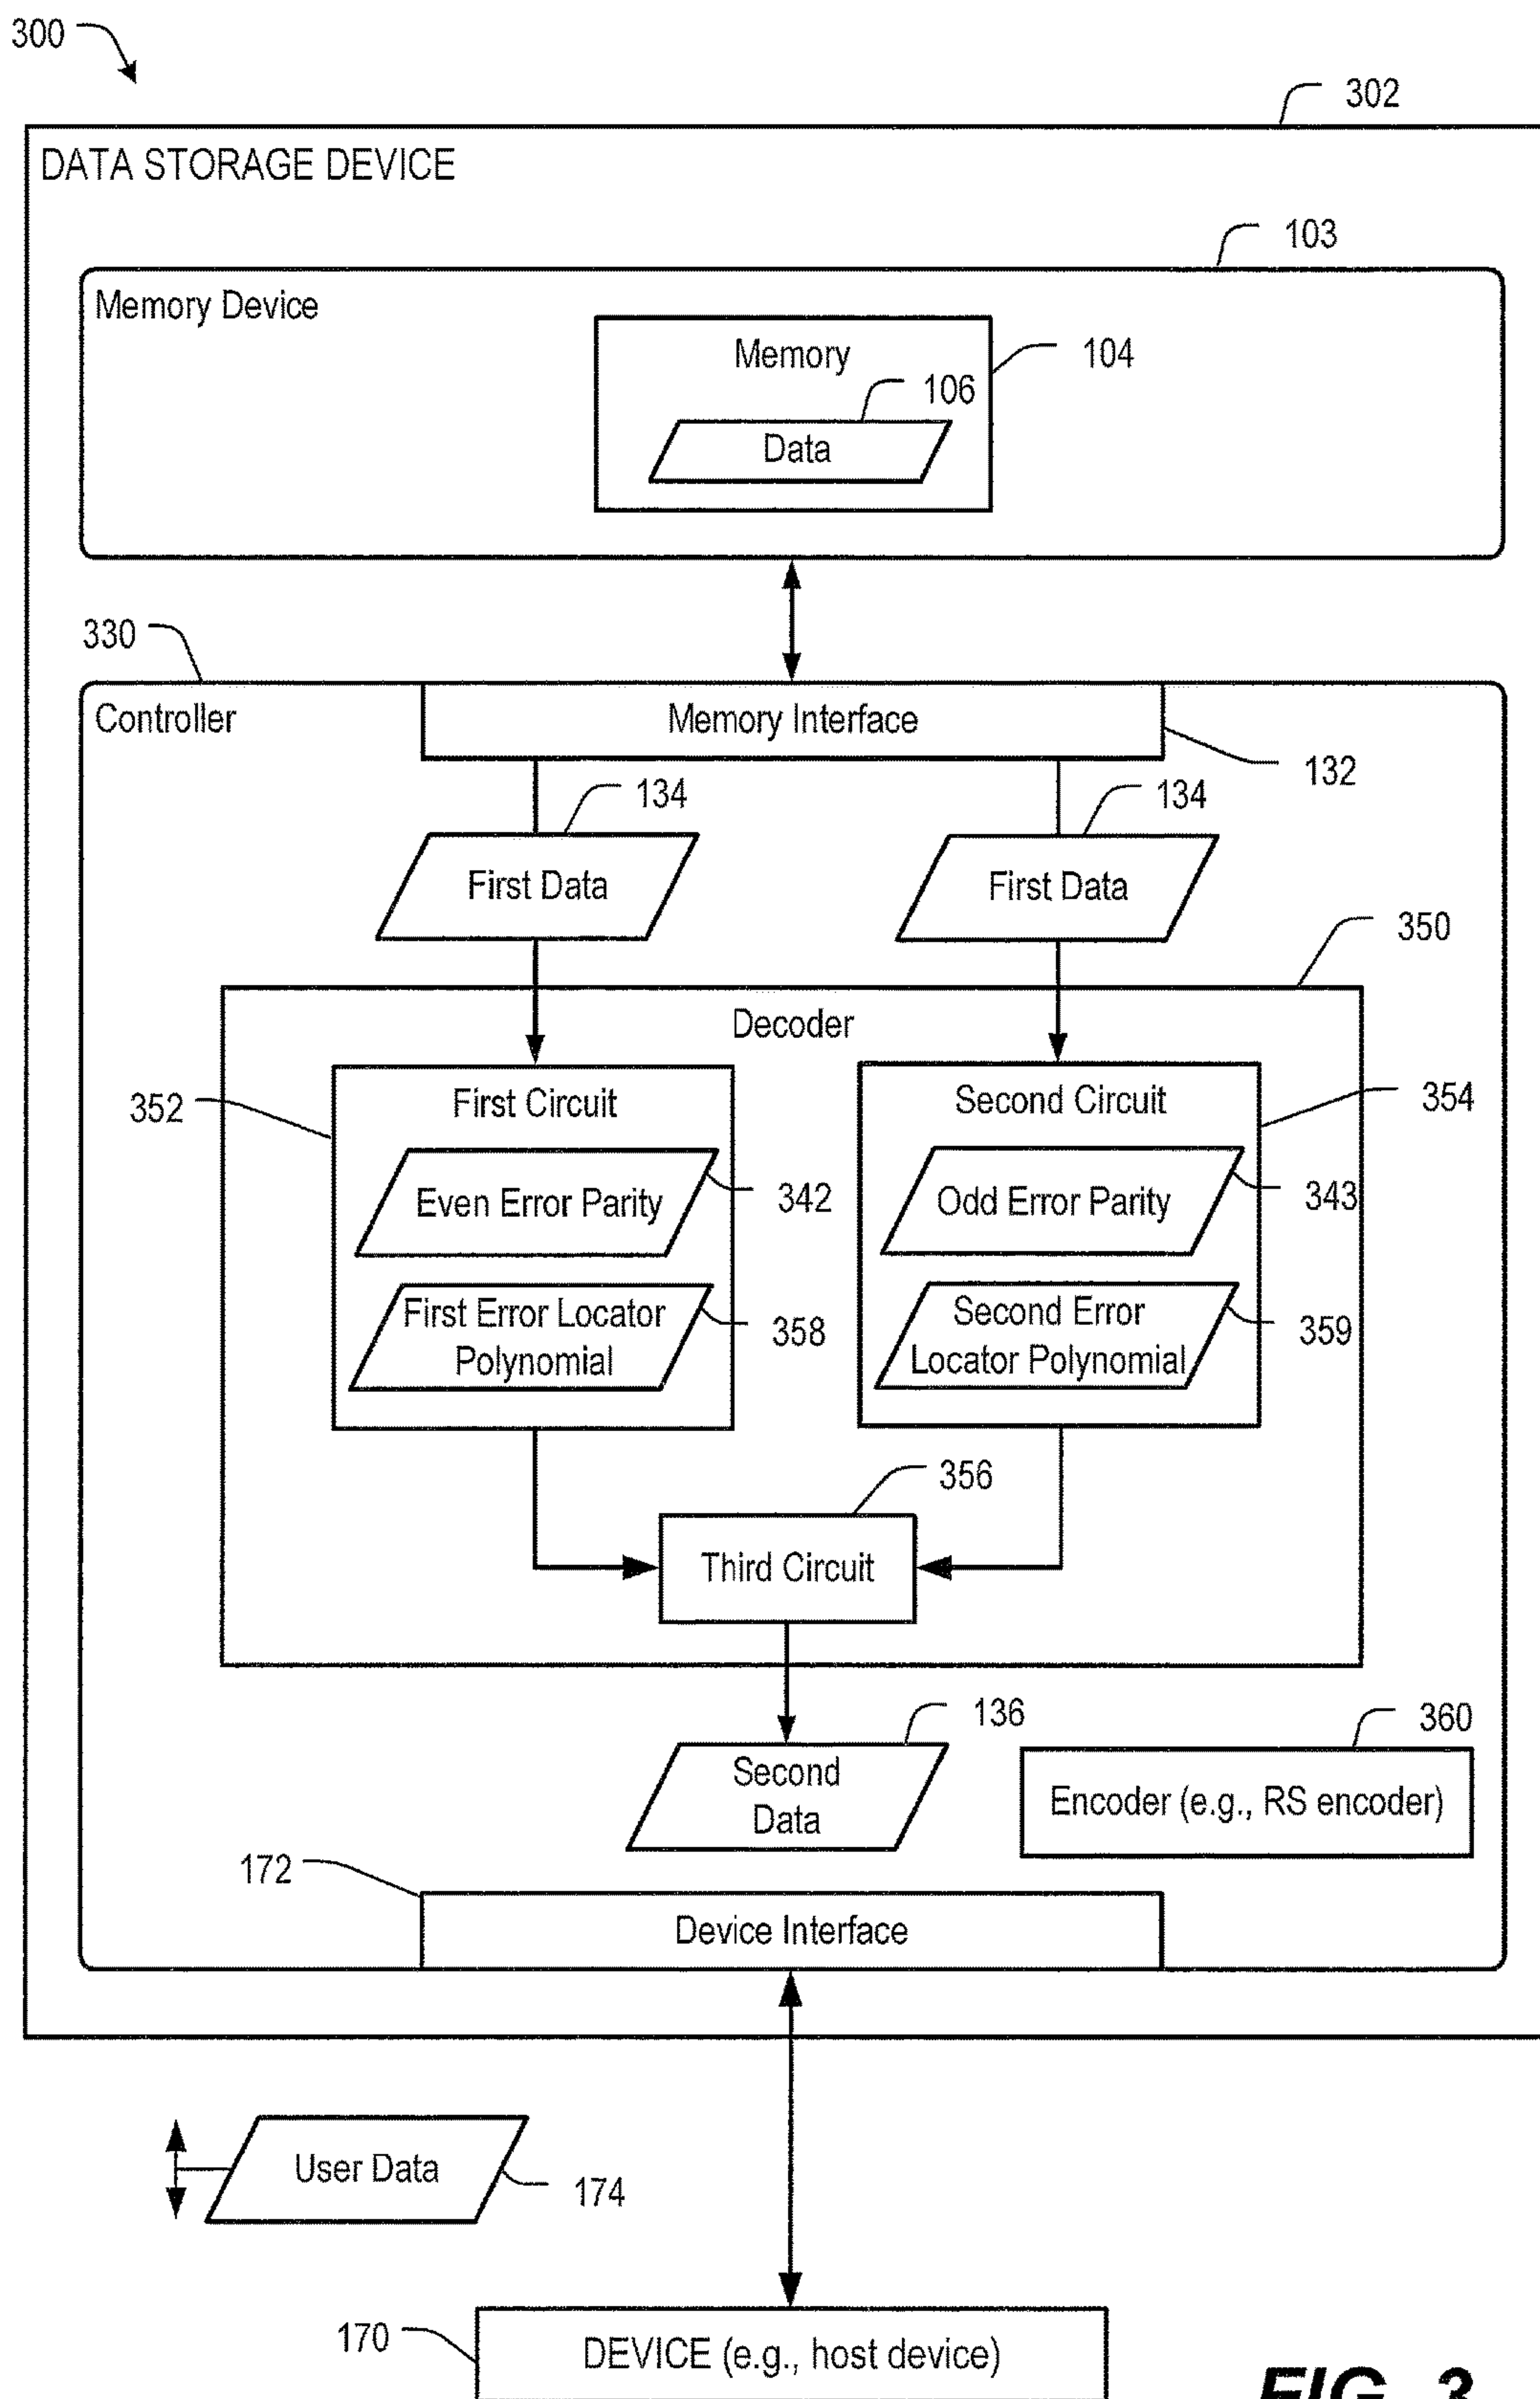 300
302
DATA STORAGE DEVICE
103
Memory Device
Memory
104
106
Data
330
Controller
Memory Interface
132
134
134
First Data
First Data
350
Decoder
352
First Circuit
Second Circuit
354
Even Error Parity
342
Odd Error Parity
343
First Error Locator
Polynomial
358
Second Error
Locator Polynomial
359
356
Third Circuit
136
360
Second
Data
Encoder (e.g., RS encoder)
172
Device Interface
User Data
174
170
DEVICE (e.g., host device)
FIG. 3